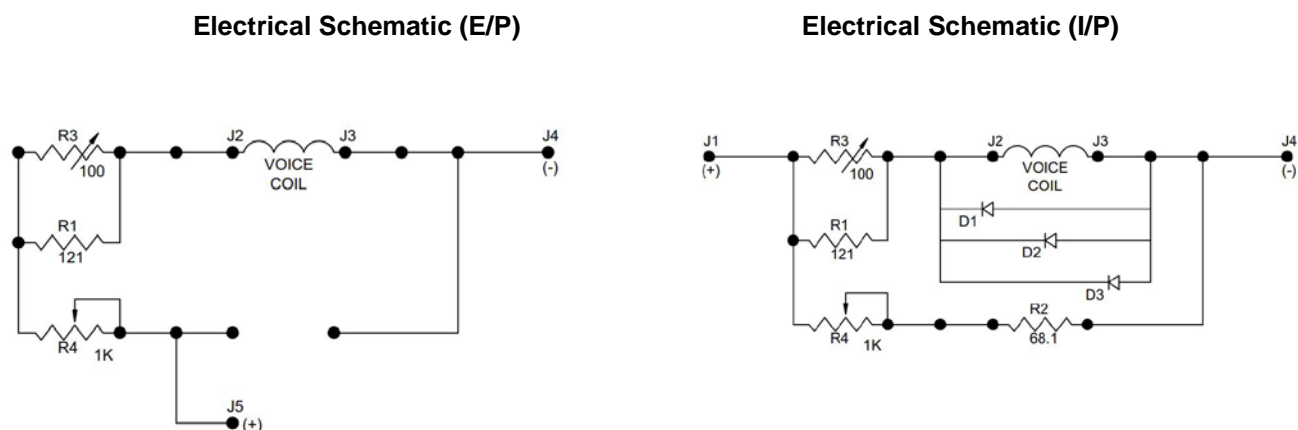 Electrical Schematic (E/P)
Electrical Schematic (I/P)
R3
100
J2
J3
VOICE
COIL
J4
(-)
R1
121
R4
1K
J5
(+)
J1
(+)
R3
100
J2
J3
VOICE
COIL
J4
(-)
D1
R1
121
D2
D3
R4
1K
R2
68.1